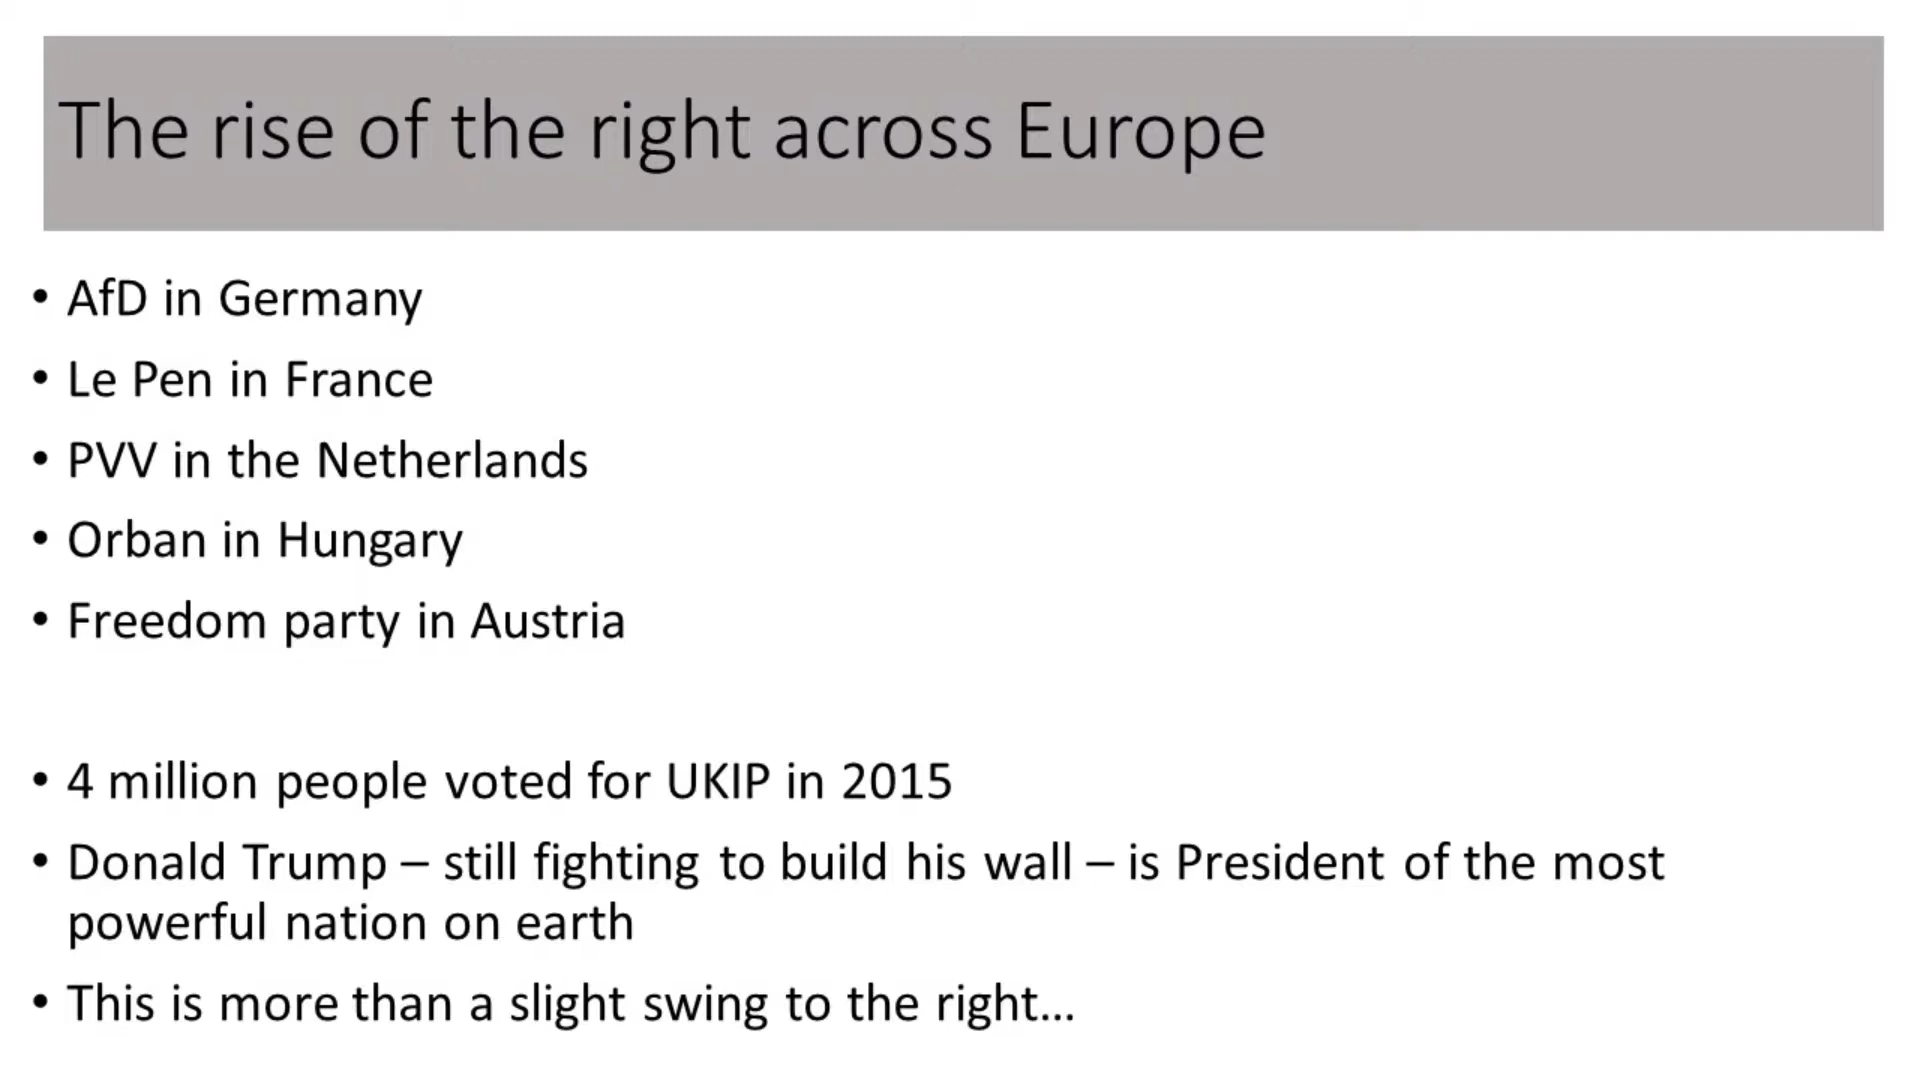 The rise of the right across Europe
• AfD in Germany
• Le Pen in France
• PVV in the Netherlands
• Orban in Hungary
• Freedom party in Austria
• 4 million people voted for UKIP in 2015
• Donald Trump – still fighting to build his wall – is President of the most
powerful nation on earth
• This is more than a slight swing to the right...